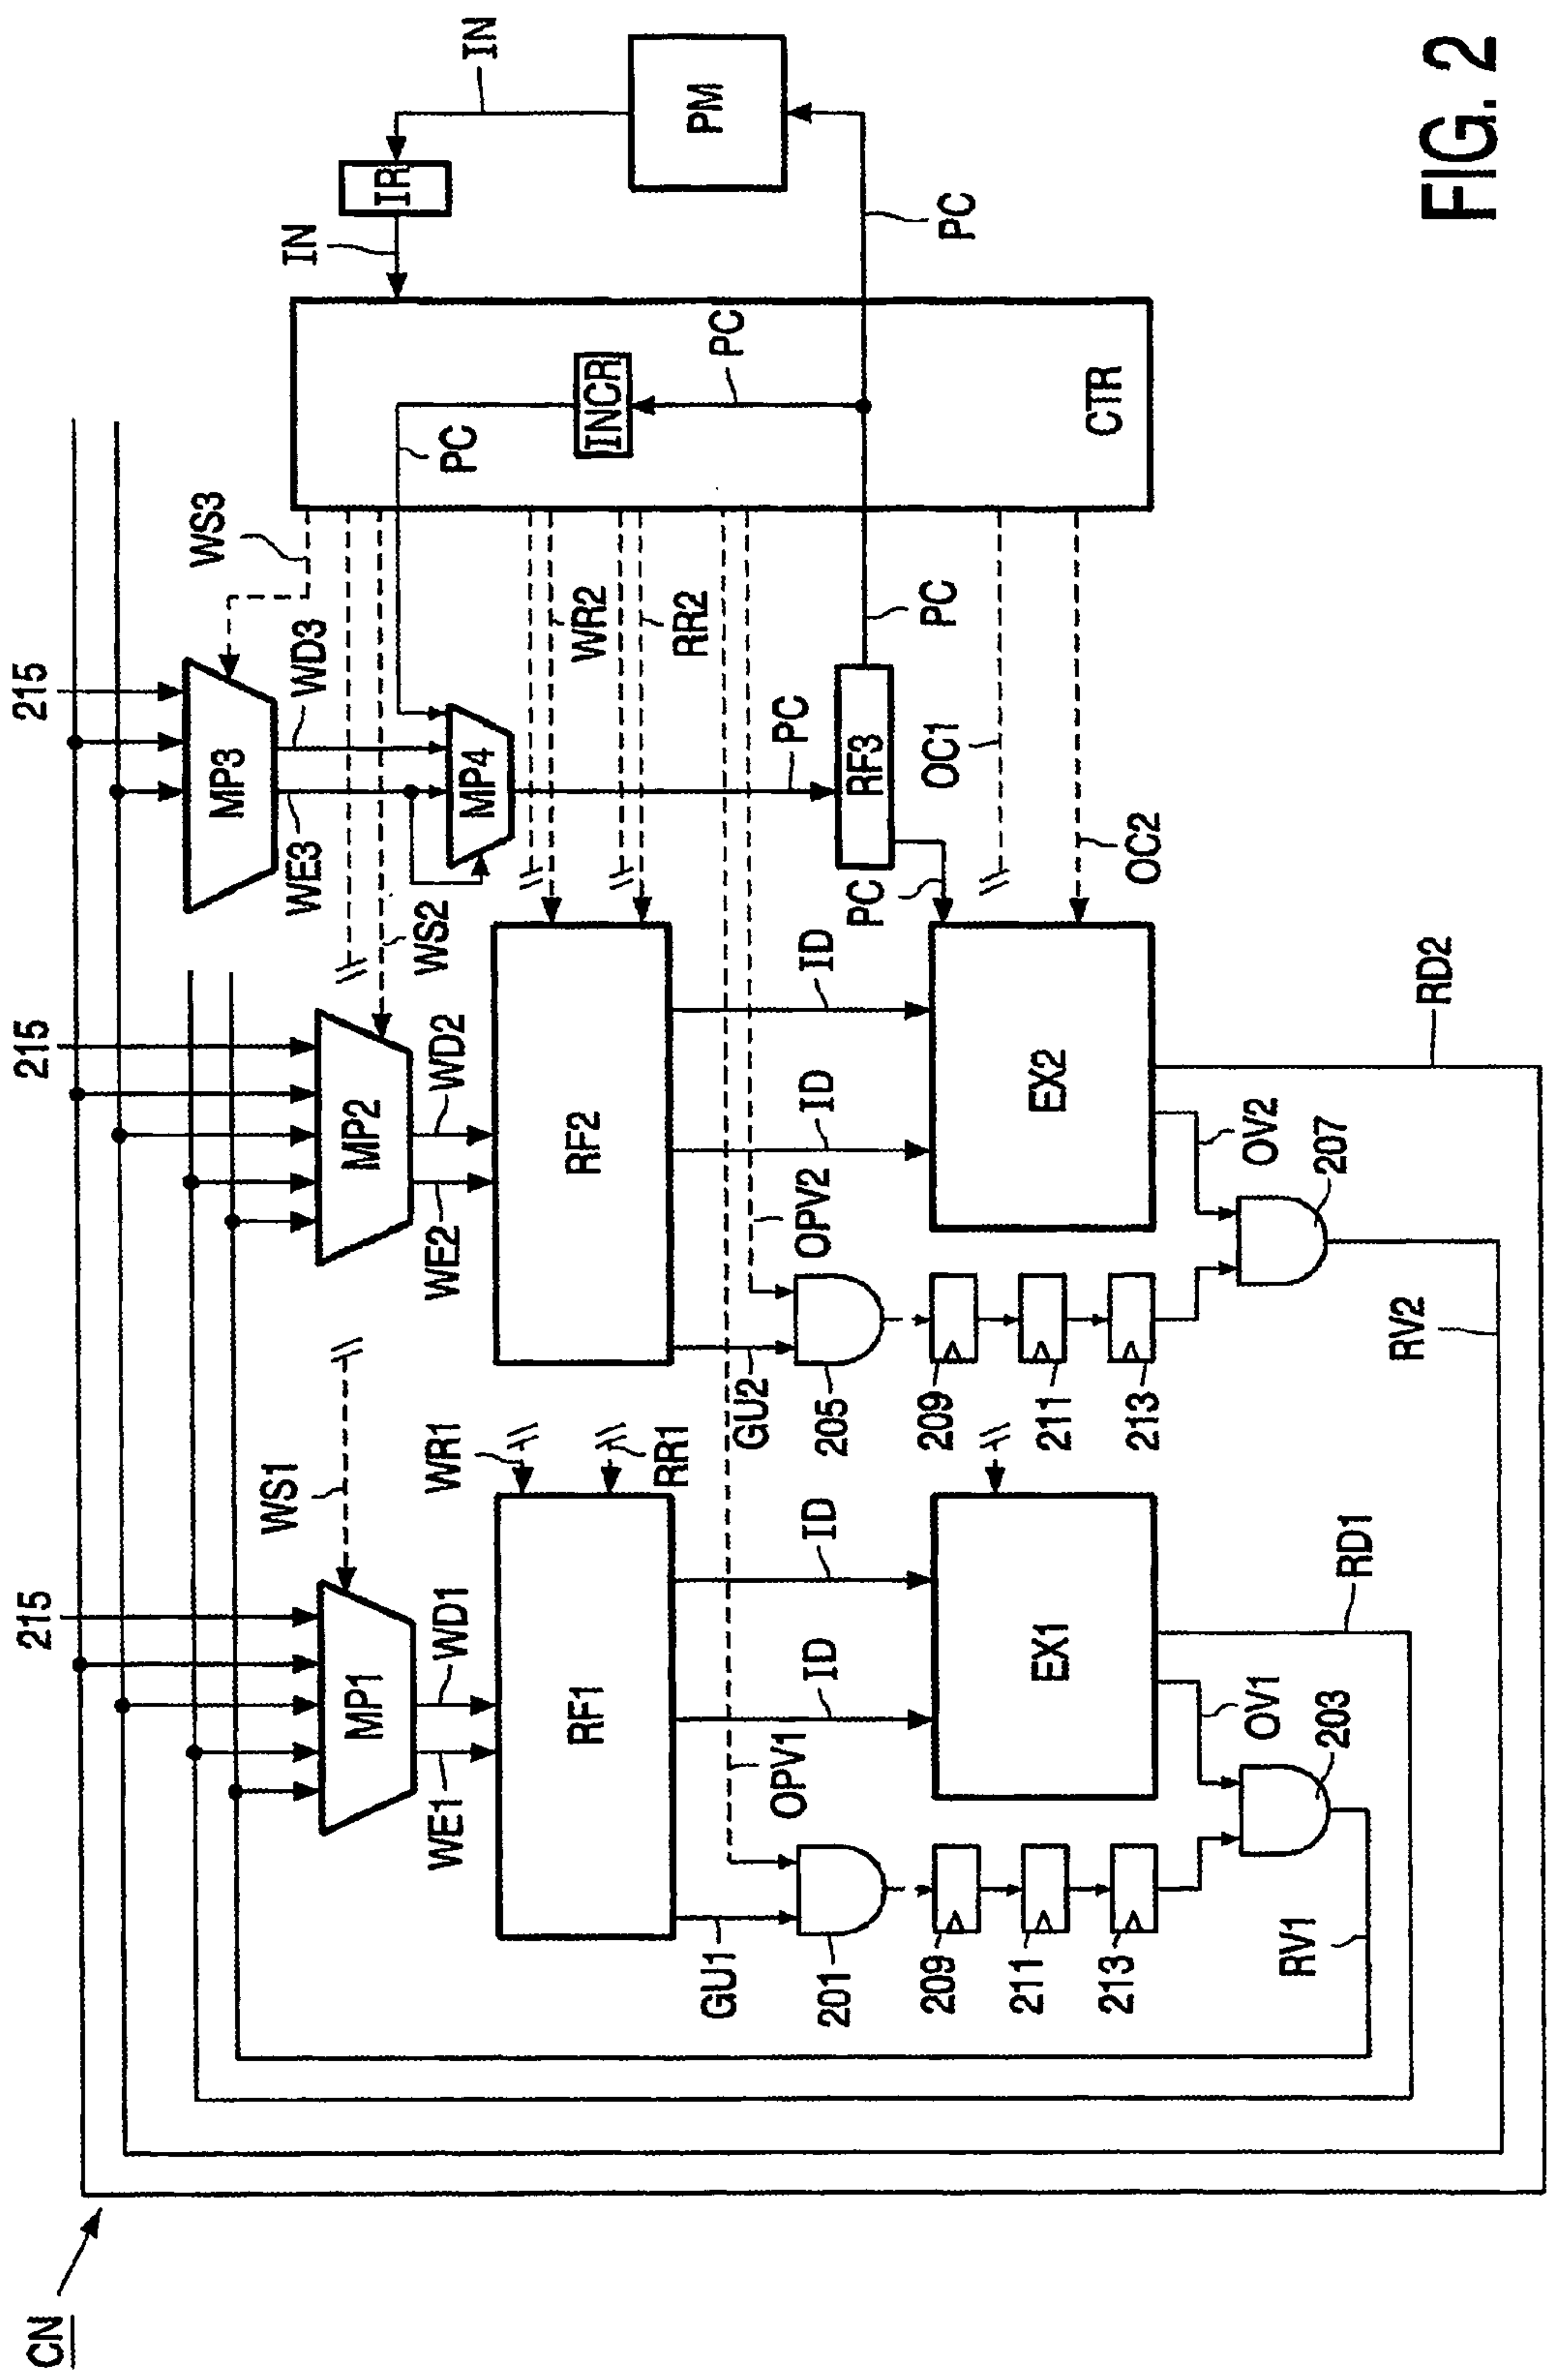 CN
215
215
215
WS1
WS2
WS3
MP1
MP2
MP3
WE1
WD1
WE2
WD2
WE3
WD3
MP4
PC
IN
IR
IN
WR1
RR1
WR2
RR2
RF1
RF2
INCR
PC
PM
GU1
OPV1
ID
ID
GU2
OPV2
ID
ID
PC
RF3
PC
PC
201
205
PC
OC1
209
211
213
EX1
209
211
213
EX2
OC2
CTR
OV1
203
OV2
207
RV1
RD1
RV2
RD2
FIG. 2